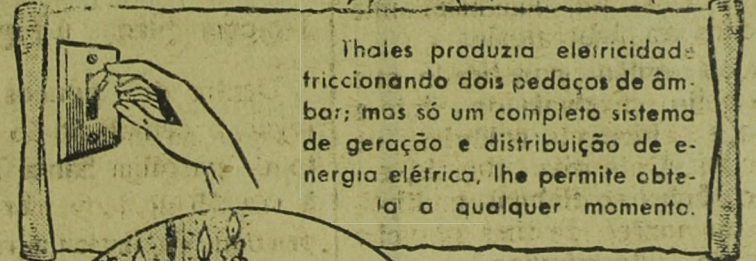 Thales produzia eletricidade
friccionando dois pedaços de âm-
bar; mas só um completo sistema
de geração e distribuição de e-
nergia elétrica, lhe permite obte-
la a qualquer momento.